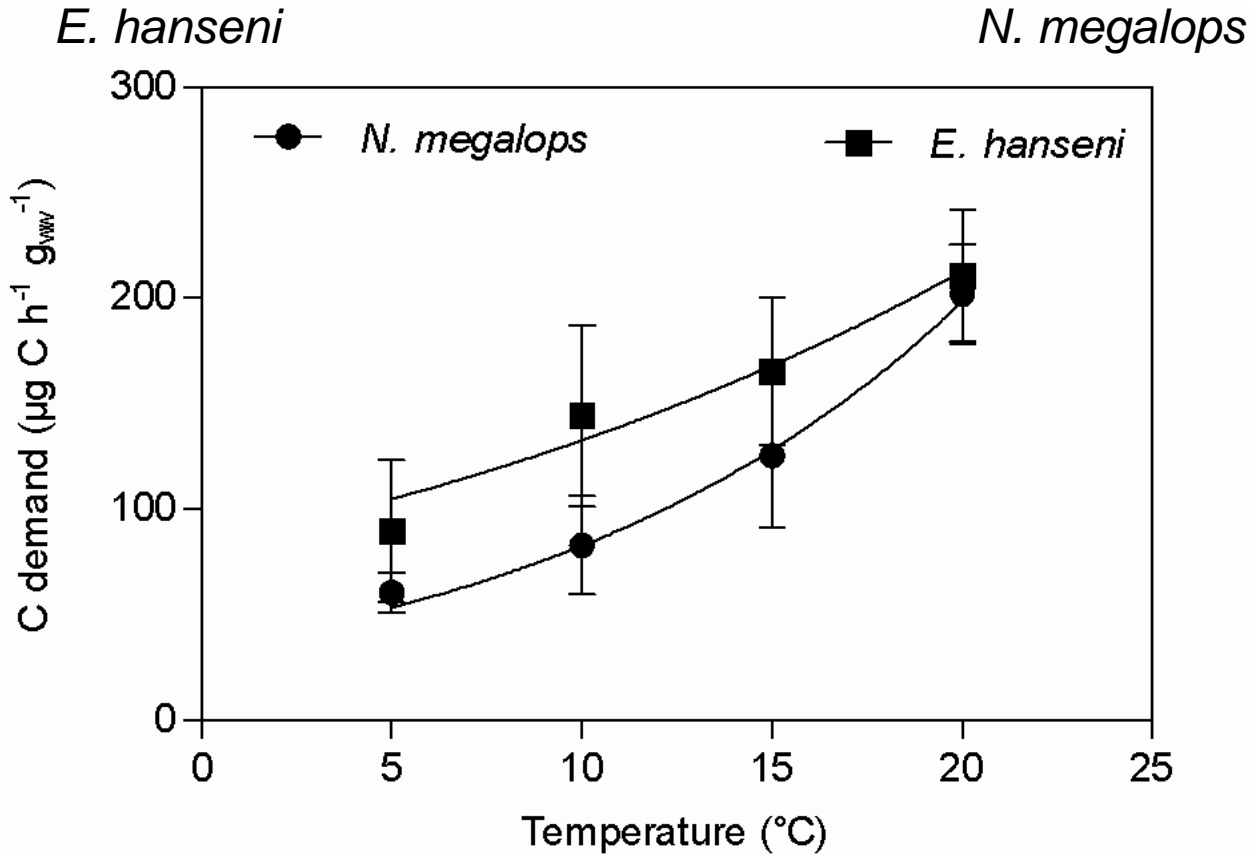 E. hanseni N. megalops
300
N. megalops E. hanseni
200
100
0
0 5 10 15 20 25
C demand (µg C h⁻¹ gww⁻¹)
Temperature (°C)